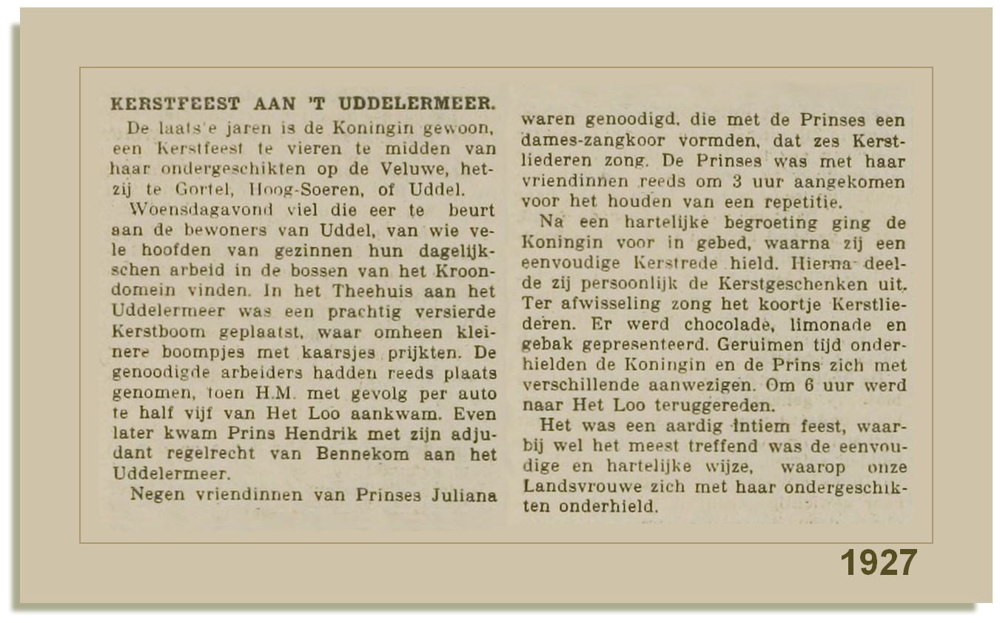 KERSTFEEST AAN 'T UDDELERMEER.
De laats'e jaren is de Koningin gewoon,
een Kerstfeest te vieren te midden van
haar ondergeschikten op de Veluwe, het-
zij te Gortel, Hoog-Soeren, of Uddel.
Woensdagavond viel die eer te beurt
aan de bewoners van Uddel, van wie ve-
le hoofden van gezinnen hun dagelijk-
schen arbeid in de bossen van het Kroon-
domein vinden. In het Theehuis aan het
Uddelermeer was een prachtig versierde
Kerstboom geplaatst, waar omheen klei-
nere boompjes met kaarsjes prijkten. De
genoodigde arbeiders hadden reeds plaats
genomen, toen H.M. met gevolg per auto
te half vijf van Het Loo aankwam. Even
later kwam Prins Hendrik met zijn adju-
dant regelrecht van Bennekom aan het
Uddelermeer.
Negen vriendinnen van Prinses Juliana
waren genoodigd, die met de Prinses een
dames-zangkoor vormden, dat zes Kerst-
liederen zong. De Prinses was met haar
vriendinnen reeds om 3 uur aangekomen
voor het houden van een repetitie.
Na een hartelijke begroeting ging de
Koningin voor in gebed, waarna zij een
eenvoudige Kerstrede hield. Hierna deel-
de zij persoonlijk de Kerstgeschenken uit.
Ter afwisseling zong het koortje Kerstlie-
deren. Er werd chocolade, limonade en
gebak gepresenteerd. Geruimen tijd onder-
hielden de Koningin en de Prins zich met
verschillende aanwezigen. Om 6 uur werd
naar Het Loo teruggereden.
Het was een aardig intiem feest, waar-
bij wel het meest treffend was de eenvou-
dige en hartelijke wijze, waarop onze
Landsvrouwe zich met haar ondergeschik-
ten onderhield.
1927